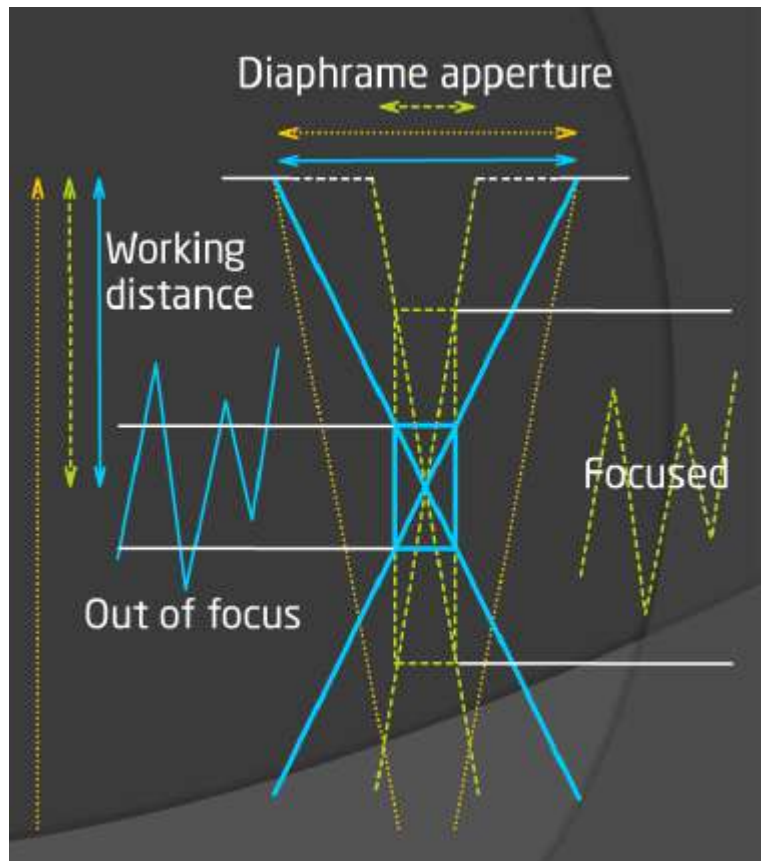 Diaphrame apperture
Working
distance
Focused
Out of focus